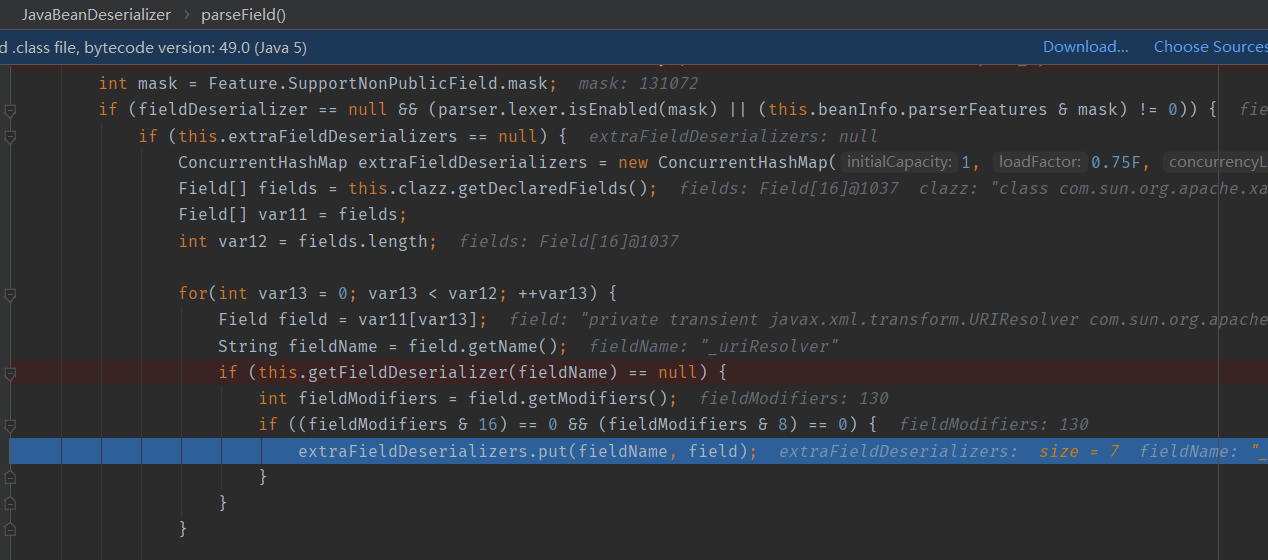 JavaBeanDeserializer › parseField()
d .class file, bytecode version: 49.0 (Java 5) Download... Choose Sources
int mask = Feature.SupportNonPublicField.mask; mask: 131072
if (fieldDeserializer == null && (parser.lexer.isEnabled(mask) || (this.beanInfo.parserFeatures & mask) != 0)) { fie
if (this.extraFieldDeserializers == null) { extraFieldDeserializers: null
ConcurrentHashMap extraFieldDeserializers = new ConcurrentHashMap( initialCapacity: 1, loadFactor: 0.75F, concurrencyL
Field[] fields = this.clazz.getDeclaredFields(); fields: Field[16]@1037 clazz: "class com.sun.org.apache.xa
Field[] var11 = fields;
int var12 = fields.length; fields: Field[16]@1037
for(int var13 = 0; var13 < var12; ++var13) {
Field field = var11[var13]; field: "private transient javax.xml.transform.URIResolver com.sun.org.apache
String fieldName = field.getName(); fieldName: "_uriResolver"
if (this.getFieldDeserializer(fieldName) == null) {
int fieldModifiers = field.getModifiers(); fieldModifiers: 130
if ((fieldModifiers & 16) == 0 && (fieldModifiers & 8) == 0) { fieldModifiers: 130
extraFieldDeserializers.put(fieldName, field); extraFieldDeserializers: size = 7 fieldName: "_
}
}
}